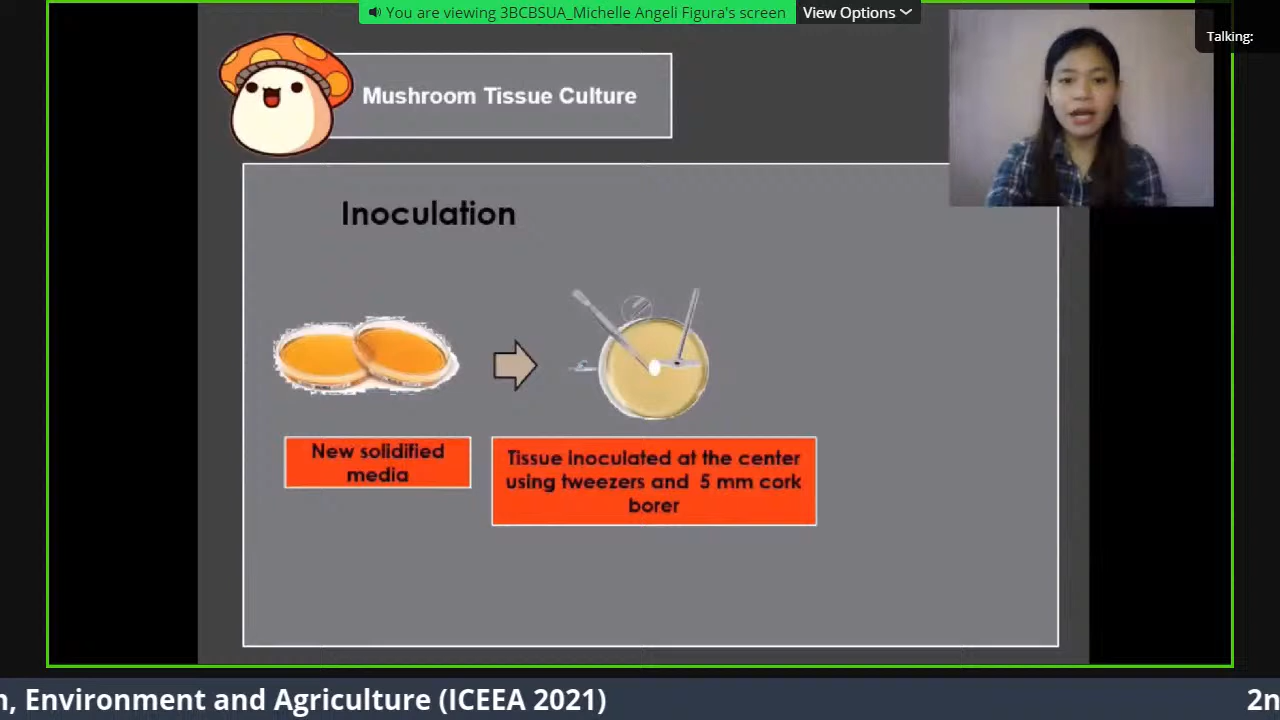 You are viewing 3BCBSUA_Michelle Angeli Figura's screen
View Options
Talking:
Mushroom Tissue Culture
Inoculation
New solidified
media
Tissue inoculated at the center
using tweezers and 5 mm cork
borer
, Environment and Agriculture (ICEEA 2021)